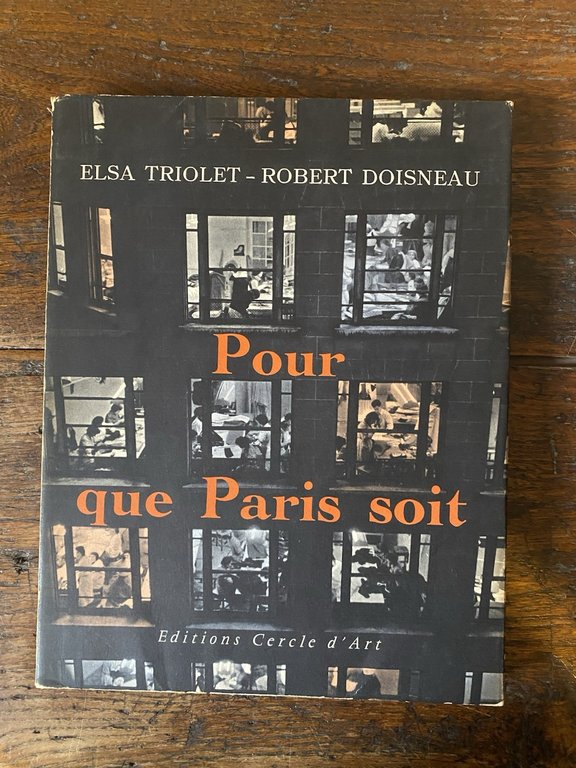 ELSA TRIOLET – ROBERT DOISNEAU
Pour
que Paris soit
Editions Cercle d'Art